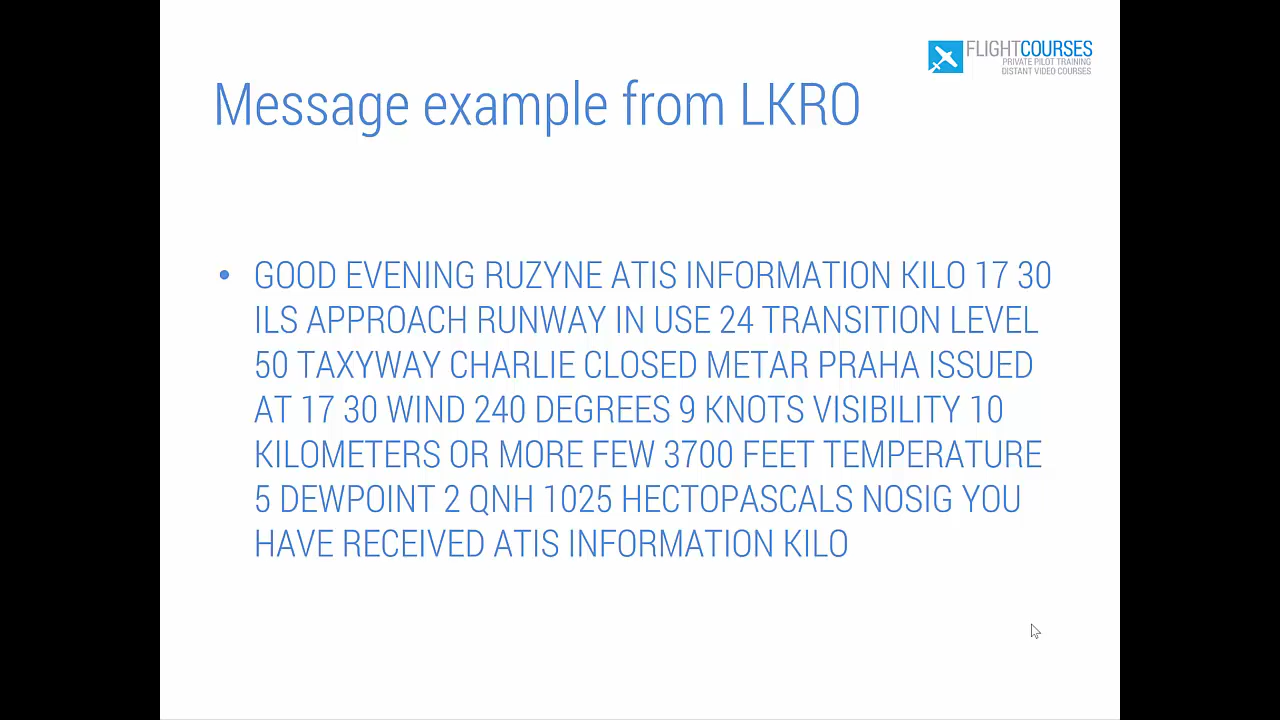 FLIGHTCOURSES
PRIVATE PILOT TRAINING
DISTANT VIDEO COURSES
Message example from LKRO
• GOOD EVENING RUZYNE ATIS INFORMATION KILO 17 30
ILS APPROACH RUNWAY IN USE 24 TRANSITION LEVEL
50 TAXYWAY CHARLIE CLOSED METAR PRAHA ISSUED
AT 17 30 WIND 240 DEGREES 9 KNOTS VISIBILITY 10
KILOMETERS OR MORE FEW 3700 FEET TEMPERATURE
5 DEWPOINT 2 QNH 1025 HECTOPASCALS NOSIG YOU
HAVE RECEIVED ATIS INFORMATION KILO